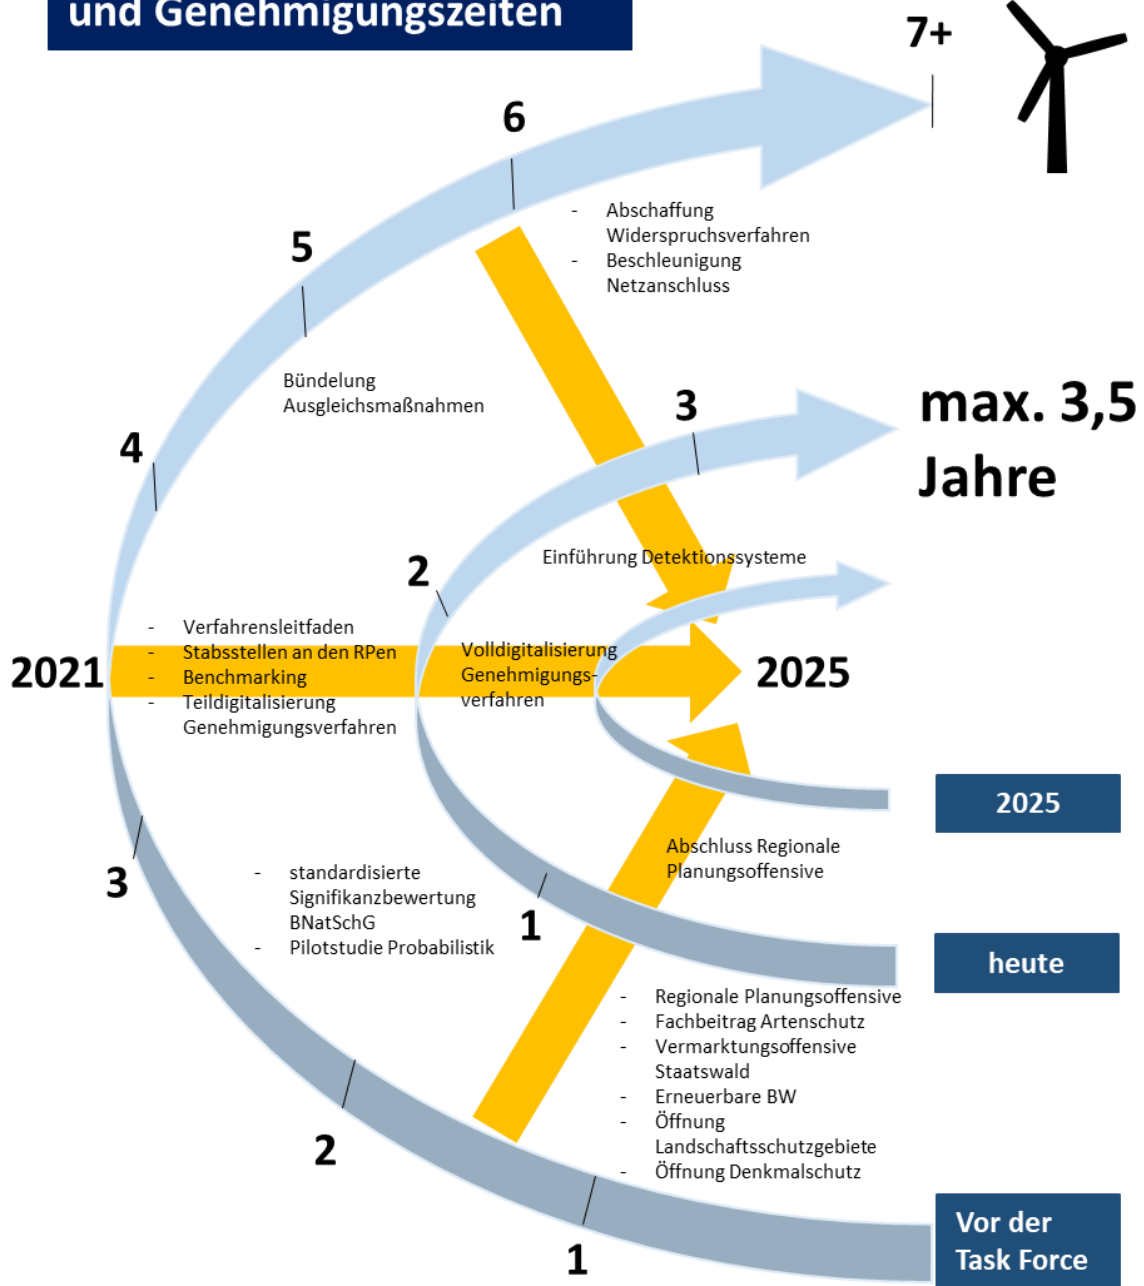 und Genehmigungszeiten
7+
6
- Abschaffung
Widerspruchsverfahren
- Beschleunigung
Netzanschluss
5
Bündelung
Ausgleichsmaßnahmen
3
max. 3,5
Jahre
4
Einführung Detektionssysteme
2
- Verfahrensleitfaden
- Stabsstellen an den RPen
- Benchmarking
- Teildigitalisierung
Genehmigungsverfahren
2021
Volldigitalisierung
Genehmigungs-
verfahren
2025
2025
Abschluss Regionale
Planungsoffensive
3
- standardisierte
Signifikanzbewertung
BNatSchG
- Pilotstudie Probabilistik
1
heute
- Regionale Planungsoffensive
- Fachbeitrag Artenschutz
- Vermarktungsoffensive
Staatswald
- Erneuerbare BW
- Öffnung
Landschaftsschutzgebiete
- Öffnung Denkmalschutz
2
1
Vor der
Task Force